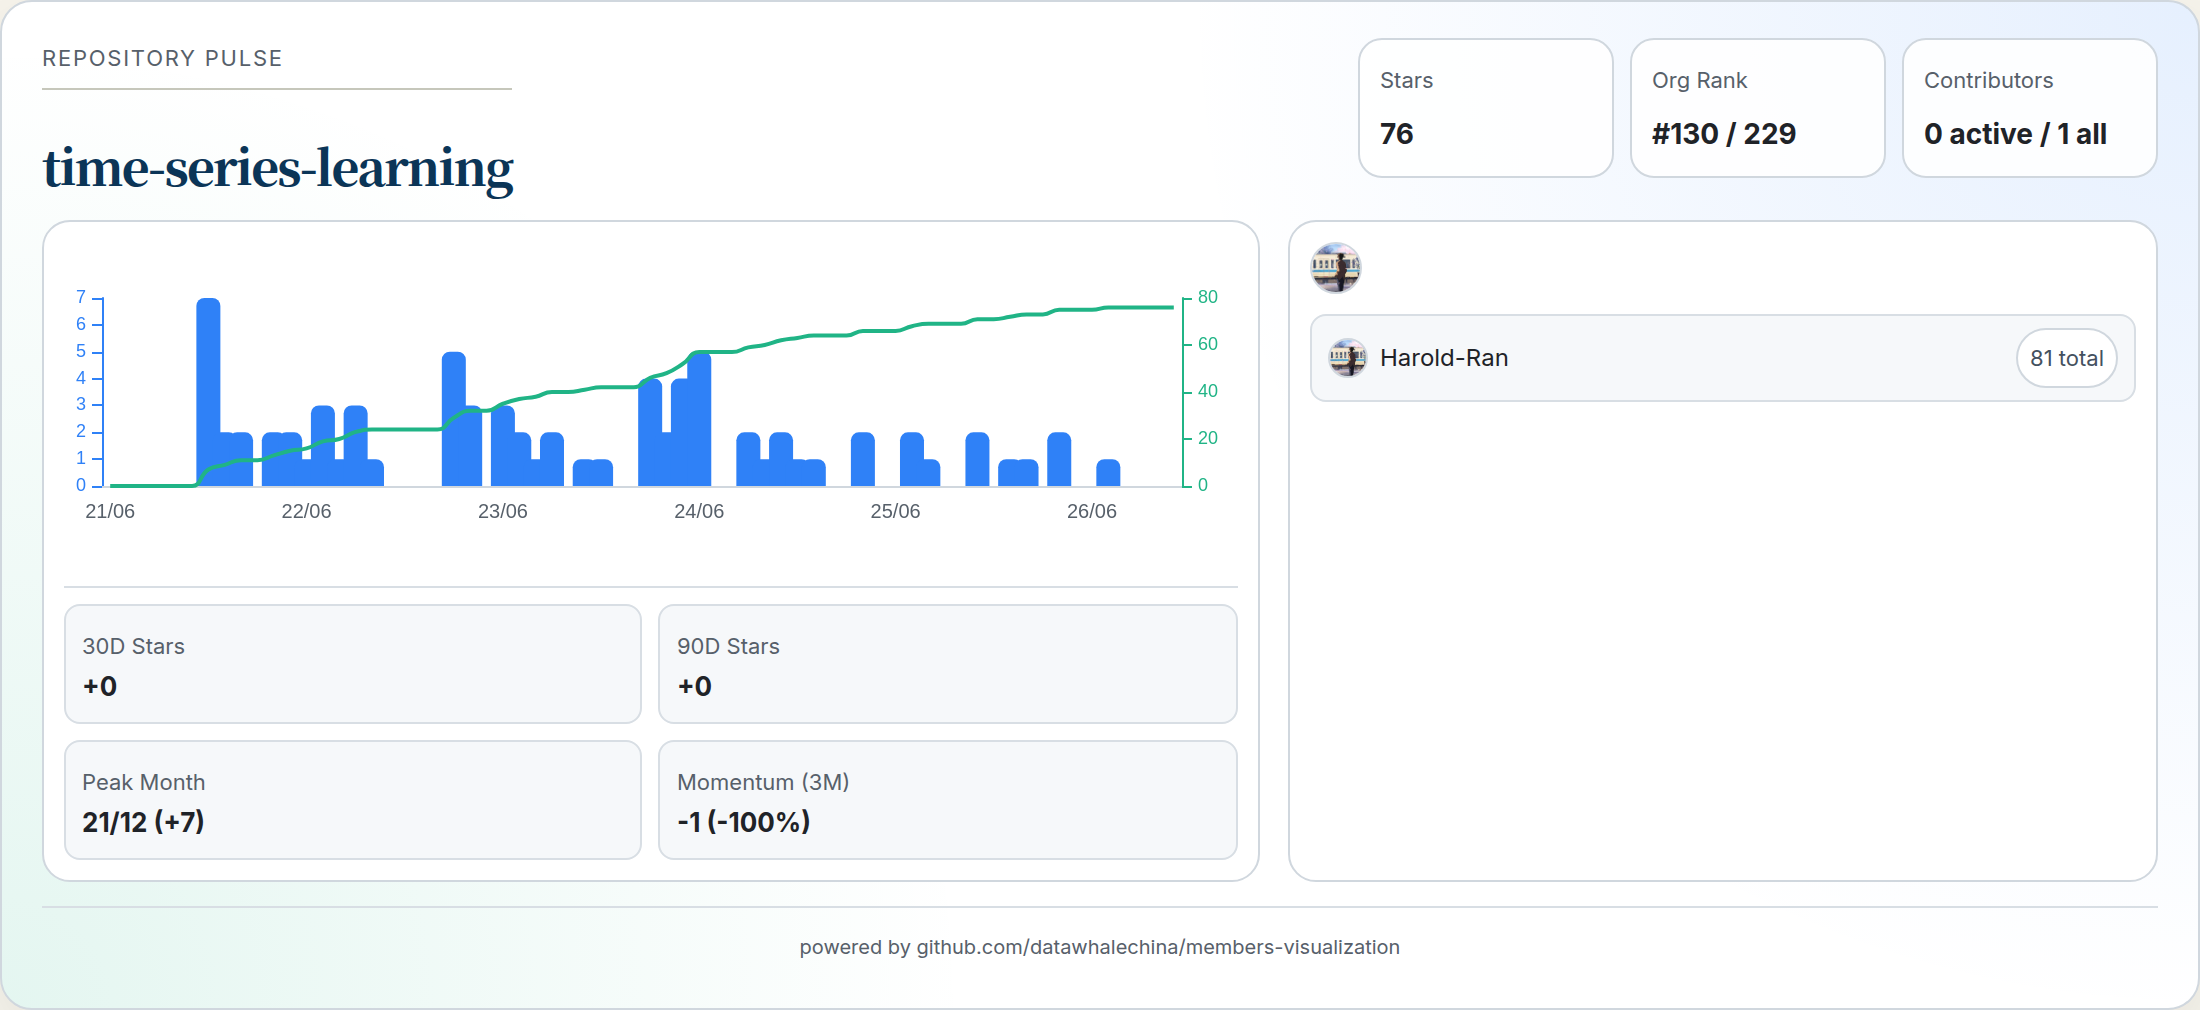 REPOSITORY PULSE
time-series-learning
Stars
76
Org Rank
#130 / 229
Contributors
0 active / 1 all
7
6
5
4
3
2
1
0
80
60
40
20
0
21/06
22/06
23/06
24/06
25/06
26/06
30D Stars
+0
90D Stars
+0
Peak Month
21/12 (+7)
Momentum (3M)
-1 (-100%)
Harold-Ran
81 total
powered by github.com/datawhalechina/members-visualization